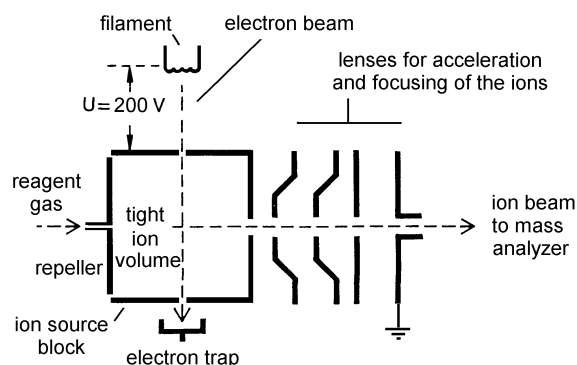 filament
electron beam
lenses for acceleration
and focusing of the ions
U= 200 V
reagent
gas
tight
ion
volume
repeller
ion beam
to mass
analyzer
ion source
block
electron trap